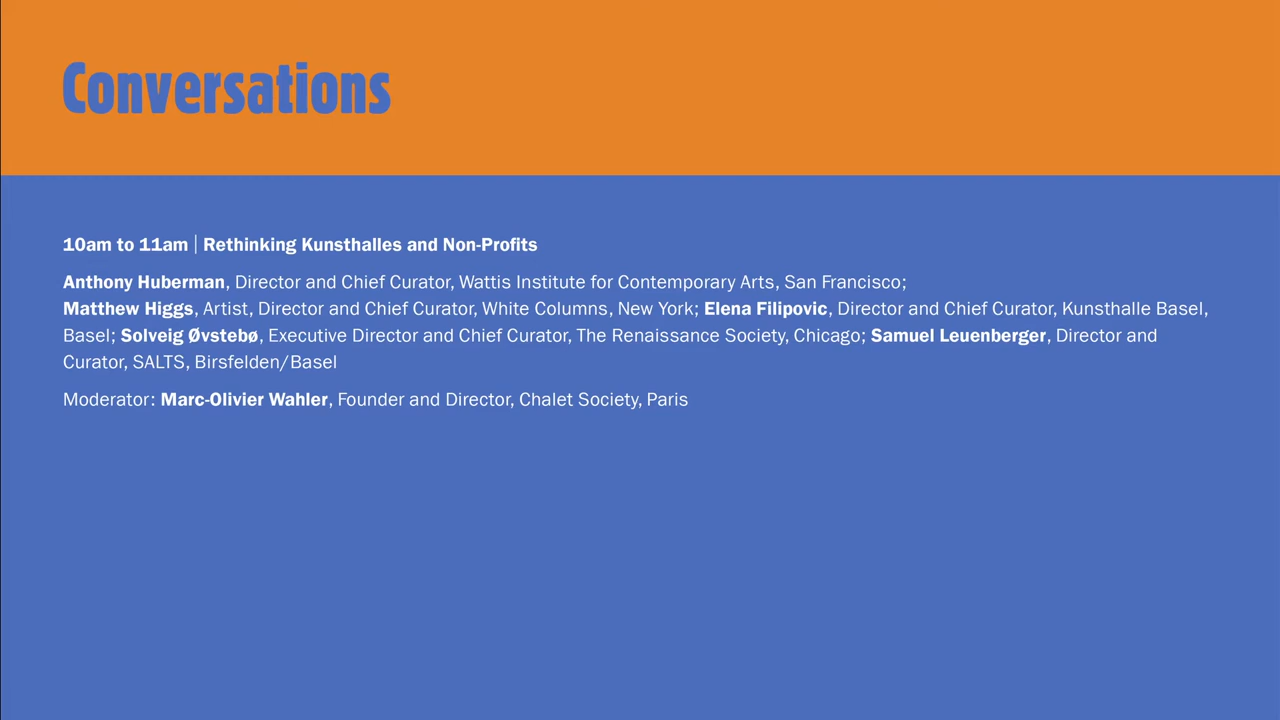 Conversations
10am to 11am | Rethinking Kunsthalles and Non-Profits
Anthony Huberman, Director and Chief Curator, Wattis Institute for Contemporary Arts, San Francisco;
Matthew Higgs, Artist, Director and Chief Curator, White Columns, New York; Elena Filipovic, Director and Chief Curator, Kunsthalle Basel,
Basel; Solveig Øvstebø, Executive Director and Chief Curator, The Renaissance Society, Chicago; Samuel Leuenberger, Director and
Curator, SALTS, Birsfelden/Basel
Moderator: Marc-Olivier Wahler, Founder and Director, Chalet Society, Paris